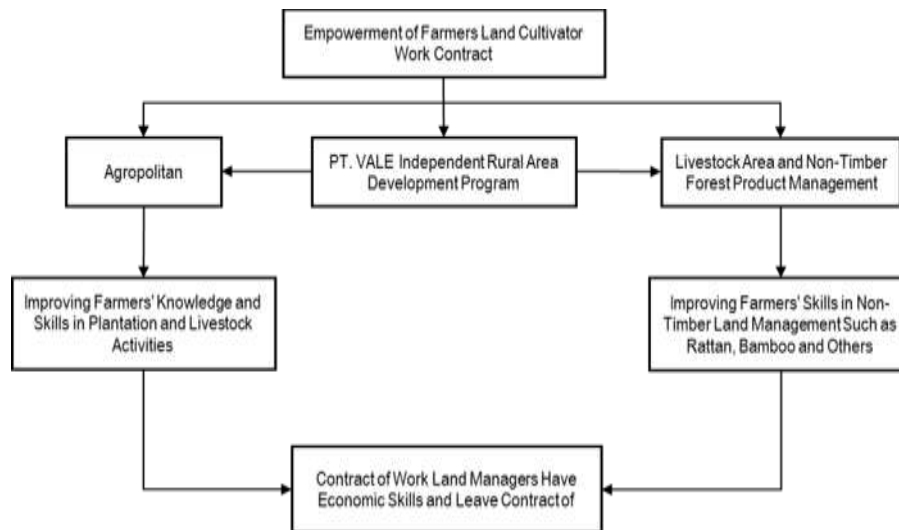 Empowerment of Farmers Land Cultivator
Work Contract
Agropolitan
PT. VALE Independent Rural Area
Development Program
Livestock Area and Non-Timber
Forest Product Management
Improving Farmers' Knowledge and
Skills in Plantation and Livestock
Activities
Improving Farmers' Skills in Non-
Timber Land Management Such as
Rattan, Bamboo and Others
Contract of Work Land Managers Have
Economic Skills and Leave Contract of